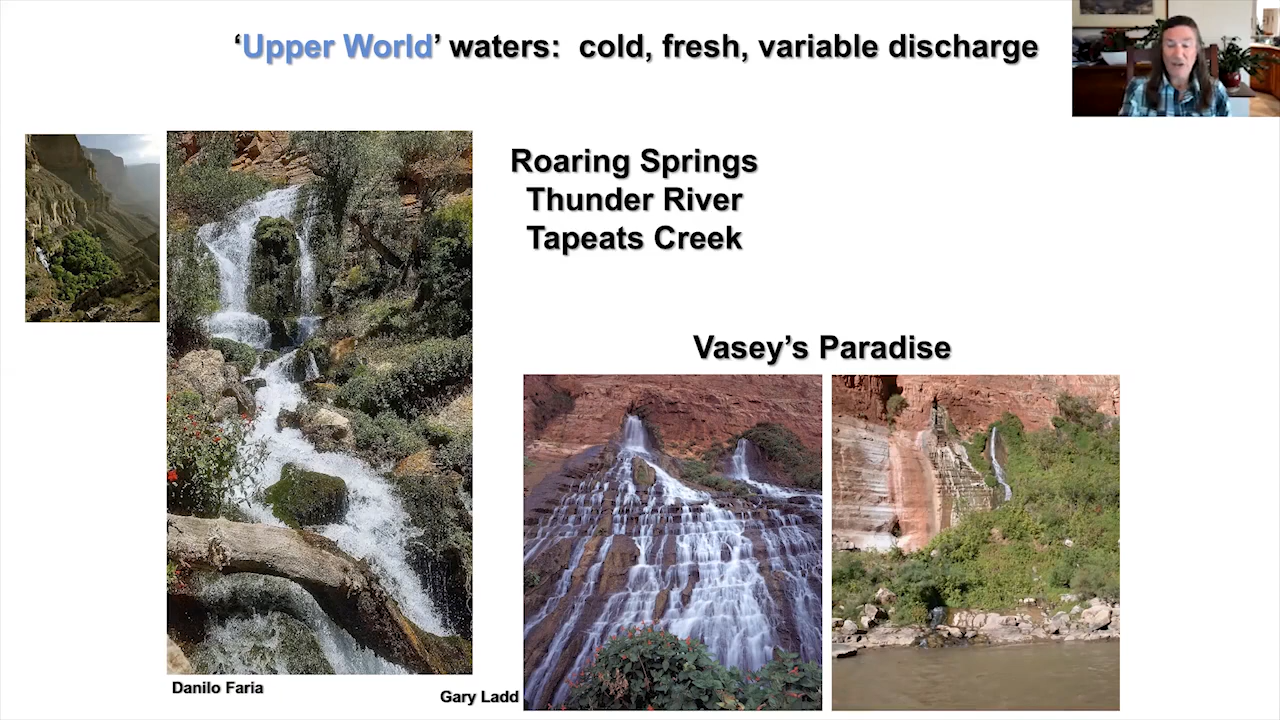 ‘Upper World’ waters: cold, fresh, variable discharge
Roaring Springs
Thunder River
Tapeats Creek
Vasey’s Paradise
Danilo Faria
Gary Ladd